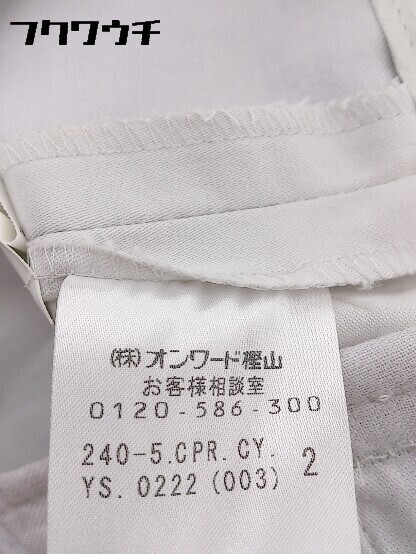 フクワウチ
(株)オンワード樫山
お客様相談室
0120-586-300
240-5.CPR.CY.
YS.0222(003) 2